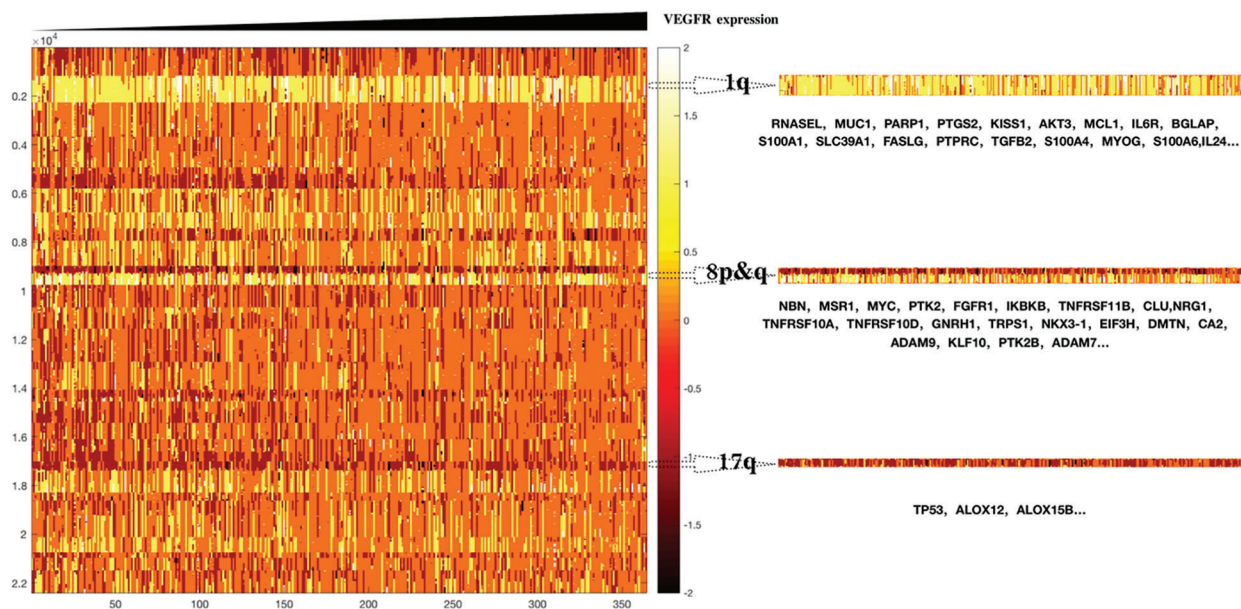 VEGFR expression
×10⁴
0.2
0.4
0.6
0.8
1
1.2
1.4
1.6
1.8
2
2.2
50
100
150
200
250
300
350
2
1.5
1
0.5
0
-0.5
-1
-1.5
-2
1q
RNASEL, MUC1, PARP1, PTGS2, KISS1, AKT3, MCL1, IL6R, BGLAP,
S100A1, SLC39A1, FASLG, PTPRC, TGFB2, S100A4, MYOG, S100A6,IL24...
8p&q
NBN, MSR1, MYC, PTK2, FGFR1, IKBKB, TNFRSF11B, CLU,NRG1,
TNFRSF10A, TNFRSF10D, GNRH1, TRPS1, NKX3-1, EIF3H, DMTN, CA2,
ADAM9, KLF10, PTK2B, ADAM7...
17q
TP53, ALOX12, ALOX15B...